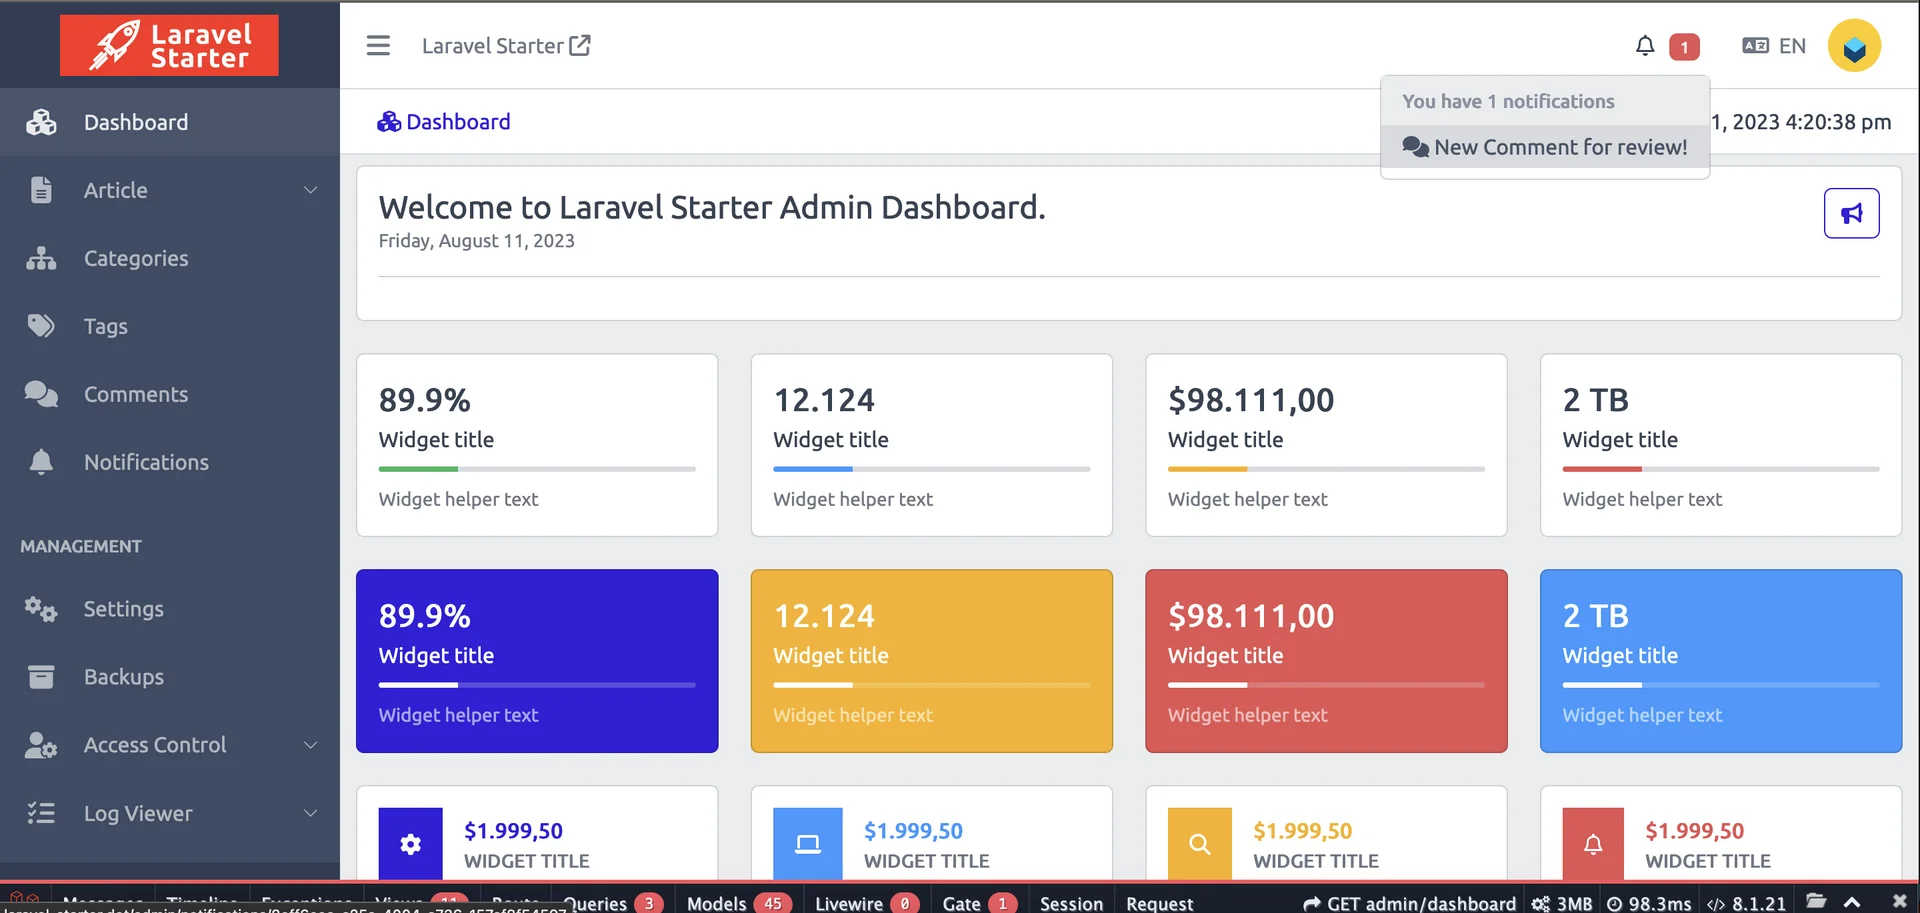 Laravel
Starter
Dashboard
Article
Categories
Tags
Comments
Notifications
MANAGEMENT
Settings
Backups
Access Control
Log Viewer
Laravel Starter
1
EN
You have 1 notifications
New Comment for review!
Dashboard
1, 2023 4:20:38 pm
Welcome to Laravel Starter Admin Dashboard.
Friday, August 11, 2023
89.9%
Widget title
Widget helper text
12.124
Widget title
Widget helper text
$98.111,00
Widget title
Widget helper text
2 TB
Widget title
Widget helper text
89.9%
Widget title
Widget helper text
12.124
Widget title
Widget helper text
$98.111,00
Widget title
Widget helper text
2 TB
Widget title
Widget helper text
$1.999,50
WIDGET TITLE
$1.999,50
WIDGET TITLE
$1.999,50
WIDGET TITLE
$1.999,50
WIDGET TITLE
Messages Timeline Exceptions Views 11 Route Queries 3 Models 45 Livewire 0 Gate 1 Session Request GET admin/dashboard 3MB 98.3ms 8.1.21